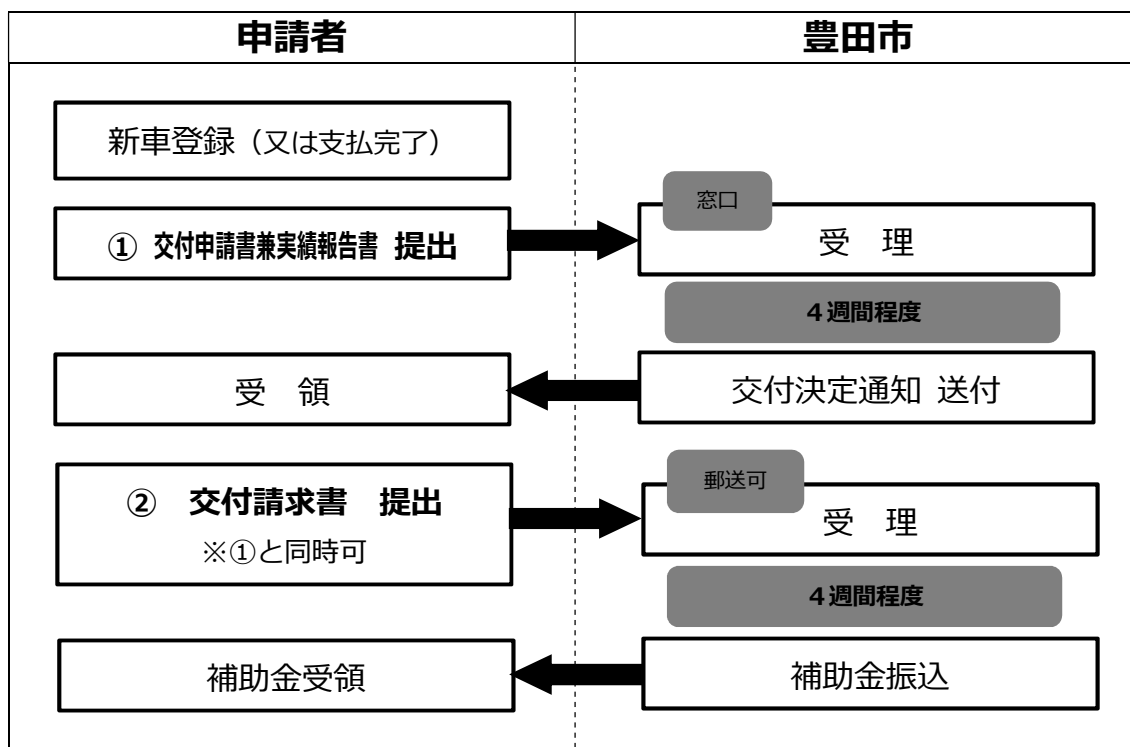 申請者
豊田市
新車登録（又は支払完了）
① 交付申請書兼実績報告書 提出
窓口
受　理
４週間程度
交付決定通知 送付
受　領
②　交付請求書　提出
※①と同時可
郵送可
受　理
４週間程度
補助金振込
補助金受領